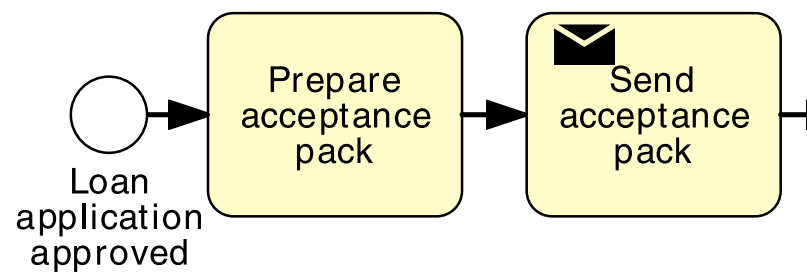 Loan
application
approved
Prepare
acceptance
pack
Send
acceptance
pack